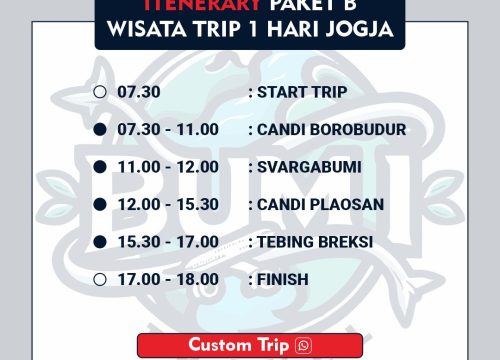 ITENERARY PAKET B
WISATA TRIP 1 HARI JOGJA
07.30 : START TRIP
07.30 - 11.00 : CANDI BOROBUDUR
11.00 - 12.00 : SVARGABUMI
12.00 - 15.30 : CANDI PLAOSAN
15.30 - 17.00 : TEBING BREKSI
17.00 - 18.00 : FINISH
BUMI
Custom Trip